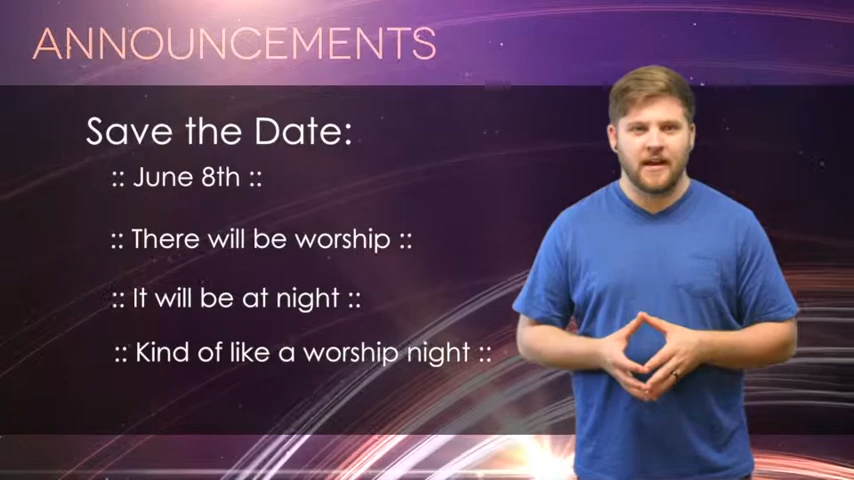 ANNOUNCEMENTS
Save the Date:
:: June 8th ::
:: There will be worship ::
:: It will be at night ::
:: Kind of like a worship night ::